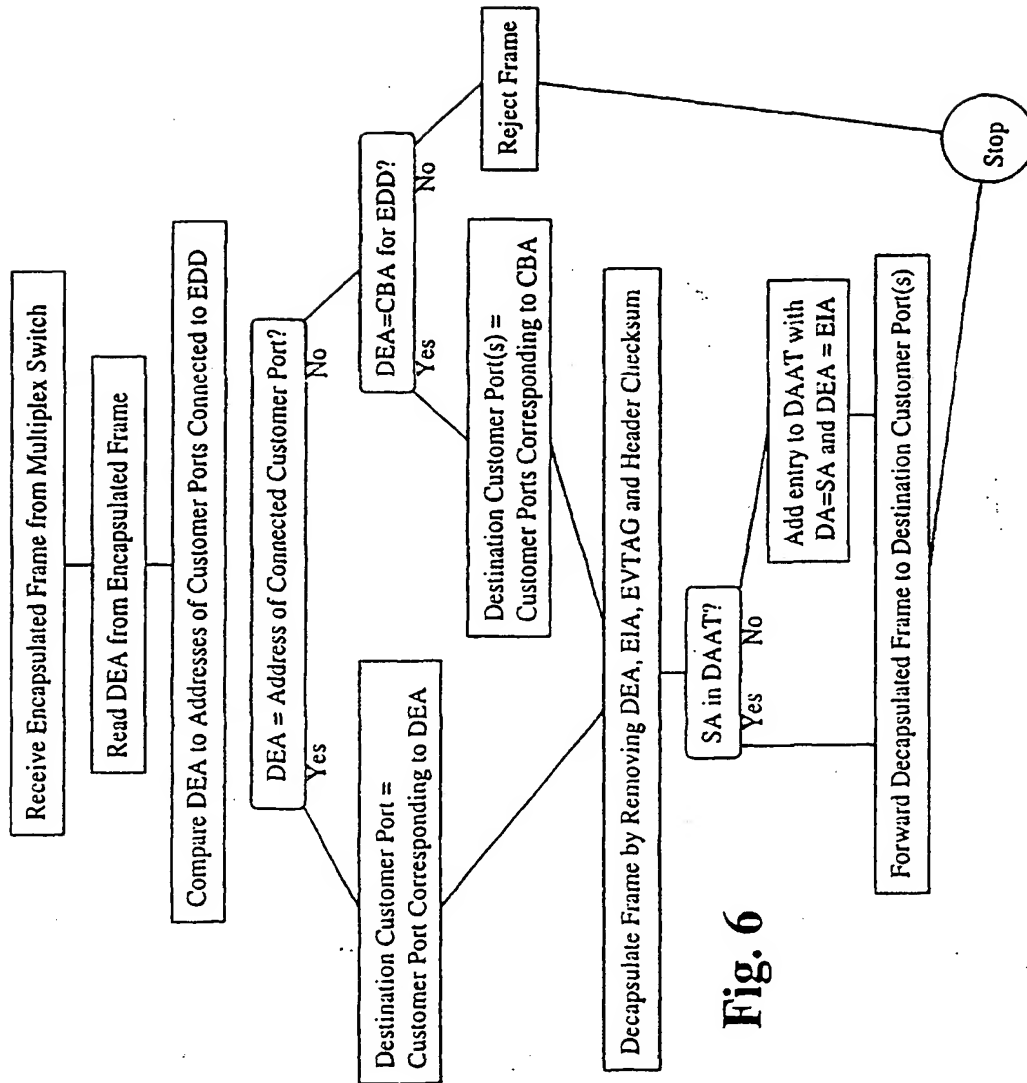 Receive Encapsulated Frame from Multiplex Switch
Read DEA from Encapsulated Frame
Compare DEA to Addresses of Customer Ports Connected to EDD
DEA = Address of Connected Customer Port?
Yes
No
Destination Customer Port =
Customer Port Corresponding to DEA
DEA=CBA for EDD?
Yes
No
Destination Customer Port(s) =
Customer Ports Corresponding to CBA
Reject Frame
Decapsulate Frame by Removing DEA, EIA, EVTAG and Header Checksum
SA in DAAT?
Yes
No
Add entry to DAAT with
DA=SA and DEA = EIA
Forward Decapsulated Frame to Destination Customer Port(s)
Stop
Fig. 6